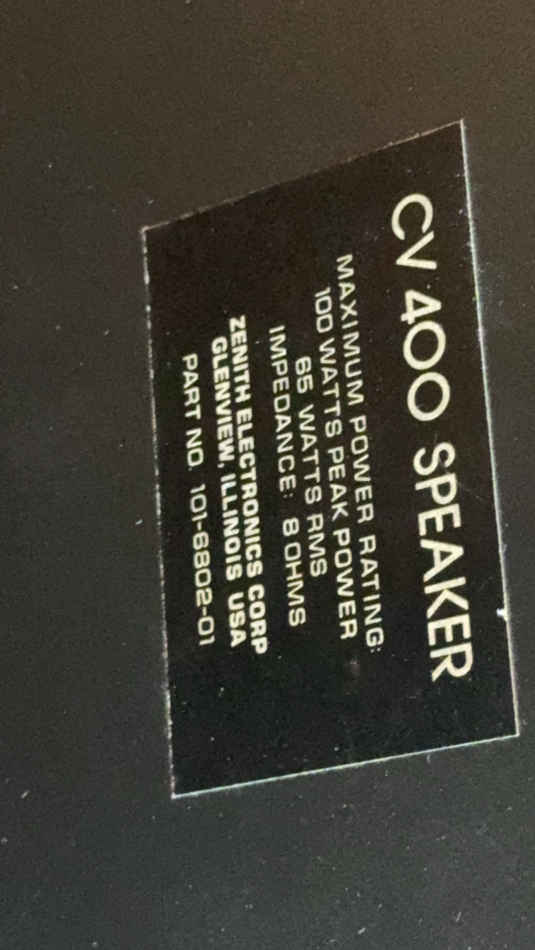 CV 400 SPEAKER
MAXIMUM POWER RATING:
100 WATTS PEAK POWER
65 WATTS RMS
IMPEDANCE: 8 OHMS
ZENITH ELECTRONICS CORP
GLENVIEW, ILLINOIS USA
PART NO. 101-6802-01